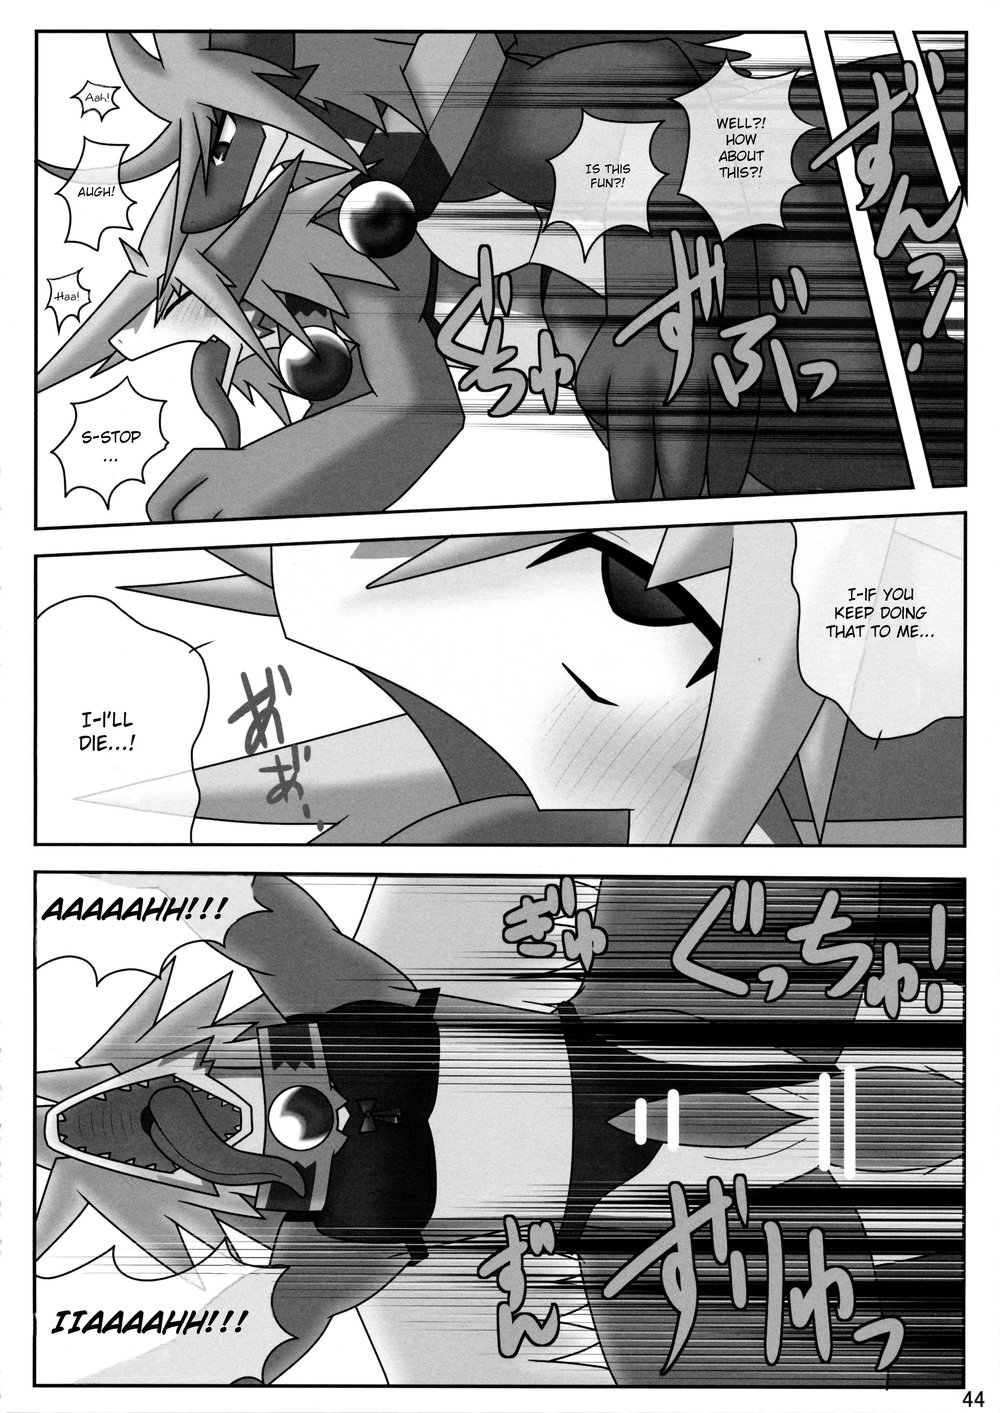 ずんっ
WELL?!
HOW
ABOUT
THIS?!
IS THIS
FUN?!
ずぶっ
ぐちゅ
Aah!
AUGH!
Haa!
S-STOP
...
I-IF YOU
KEEP DOING
THAT TO ME...
あ゛
あ゛..
I-I'LL
DIE...!
AAAAAHH!!!
ぎゅ
ぐっちゅ!
ずりゅっ
ずん
IIAAAAHH!!!
44